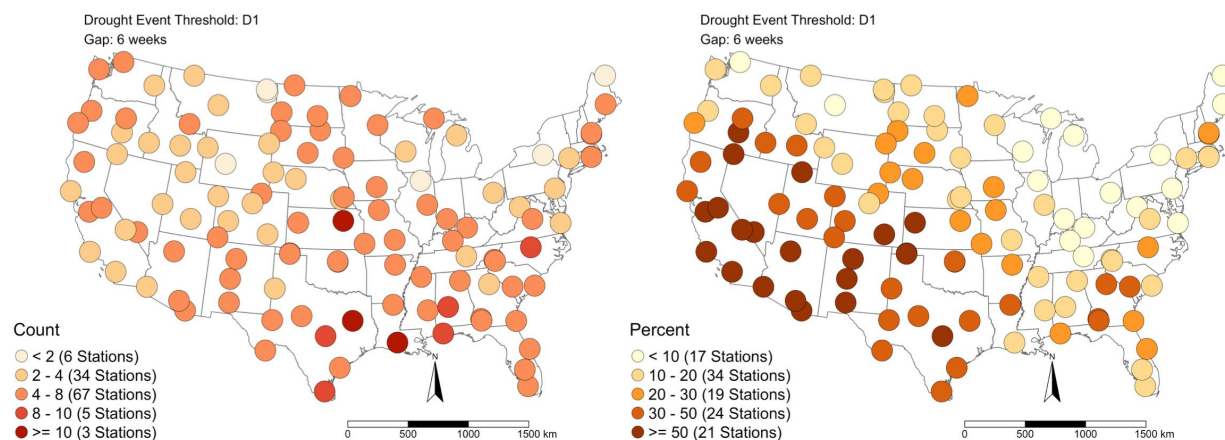 Drought Event Threshold: D1
Gap: 6 weeks
Count
< 2 (6 Stations)
2 - 4 (34 Stations)
4 - 8 (67 Stations)
8 - 10 (5 Stations)
>= 10 (3 Stations)
N
0 500 1000 1500 km
Drought Event Threshold: D1
Gap: 6 weeks
Percent
< 10 (17 Stations)
10 - 20 (34 Stations)
20 - 30 (19 Stations)
30 - 50 (24 Stations)
>= 50 (21 Stations)
N
0 500 1000 1500 km